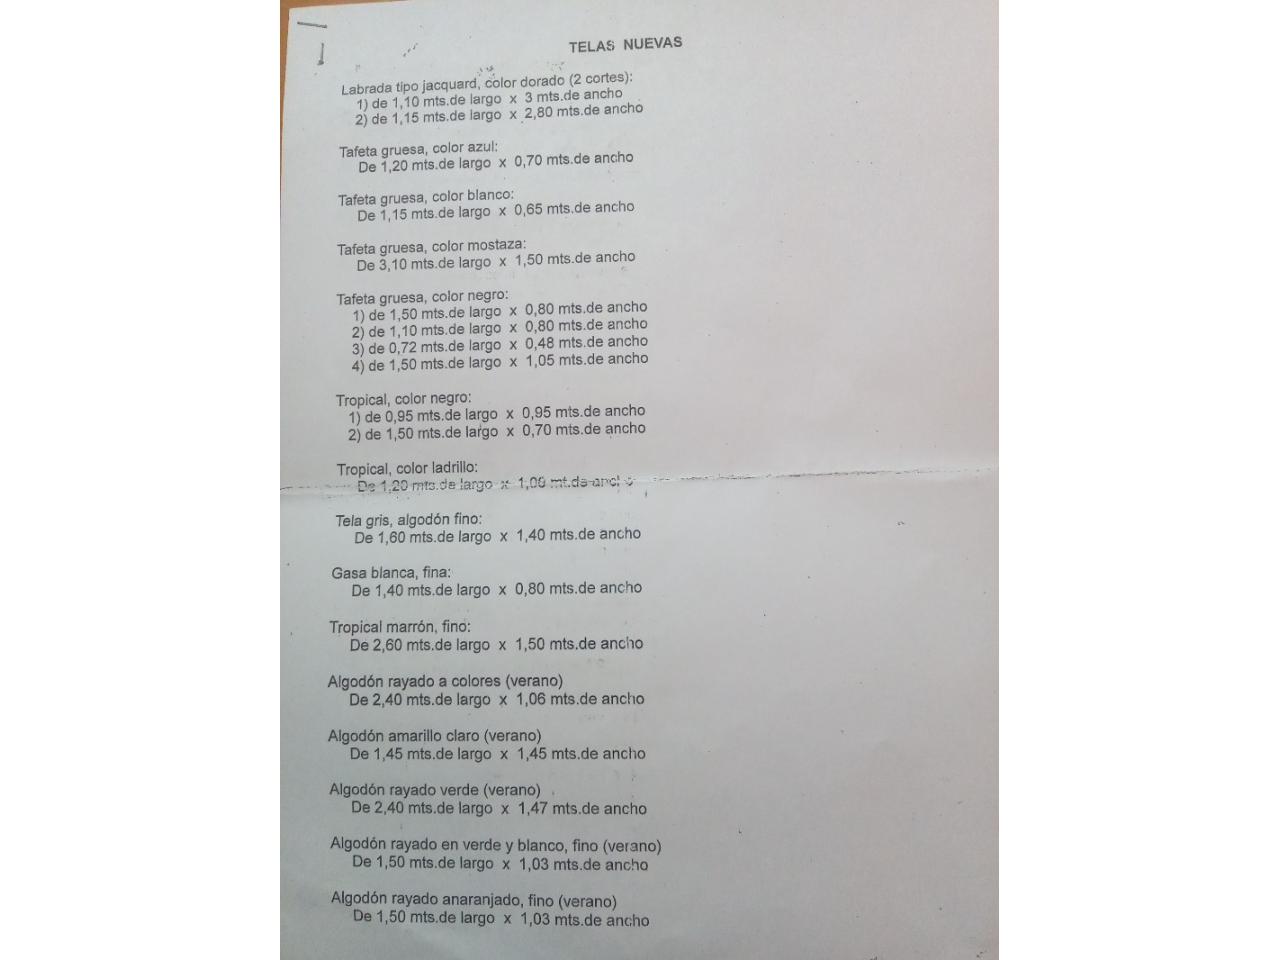 TELAS NUEVAS
Labrada tipo jacquard, color dorado (2 cortes):
1) de 1,10 mts.de largo x 3 mts.de ancho
2) de 1,15 mts.de largo x 2,80 mts.de ancho
Tafeta gruesa, color azul:
De 1,20 mts.de largo x 0,70 mts.de ancho
Tafeta gruesa, color blanco:
De 1,15 mts.de largo x 0,65 mts.de ancho
Tafeta gruesa, color mostaza:
De 3,10 mts.de largo x 1,50 mts.de ancho
Tafeta gruesa, color negro:
1) de 1,50 mts.de largo x 0,80 mts.de ancho
2) de 1,10 mts.de largo x 0,80 mts.de ancho
3) de 0,72 mts.de largo x 0,48 mts.de ancho
4) de 1,50 mts.de largo x 1,05 mts.de ancho
Tropical, color negro:
1) de 0,95 mts.de largo x 0,95 mts.de ancho
2) de 1,50 mts.de largo x 0,70 mts.de ancho
Tropical, color ladrillo:
De 1,20 mts.de largo x 1,00 mt.de ancho
Tela gris, algodón fino:
De 1,60 mts.de largo x 1,40 mts.de ancho
Gasa blanca, fina:
De 1,40 mts.de largo x 0,80 mts.de ancho
Tropical marrón, fino:
De 2,60 mts.de largo x 1,50 mts.de ancho
Algodón rayado a colores (verano)
De 2,40 mts.de largo x 1,06 mts.de ancho
Algodón amarillo claro (verano)
De 1,45 mts.de largo x 1,45 mts.de ancho
Algodón rayado verde (verano)
De 2,40 mts.de largo x 1,47 mts.de ancho
Algodón rayado en verde y blanco, fino (verano)
De 1,50 mts.de largo x 1,03 mts.de ancho
Algodón rayado anaranjado, fino (verano)
De 1,50 mts.de largo x 1,03 mts.de ancho